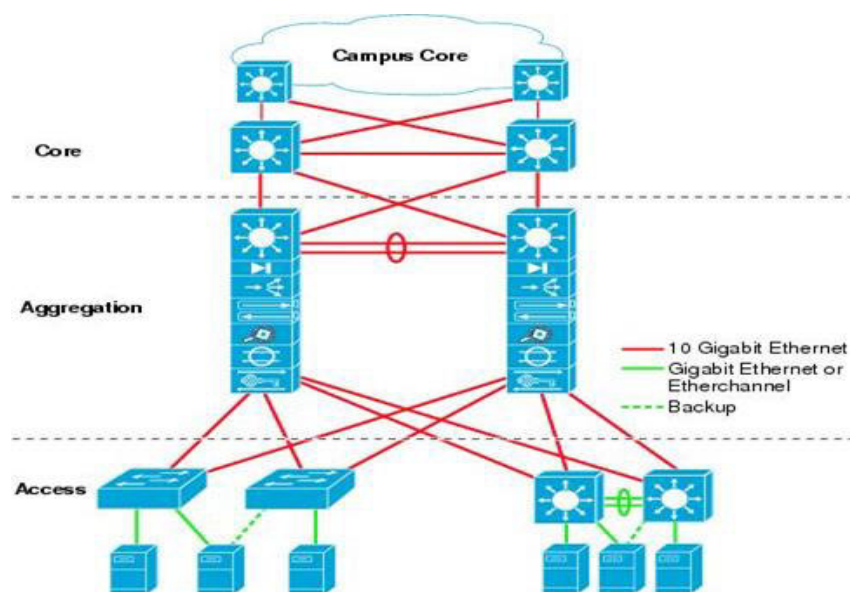 Campus Core
Core
Aggregation
10 Gigabit Ethernet
Gigabit Ethernet or
Etherchannel
Backup
Access